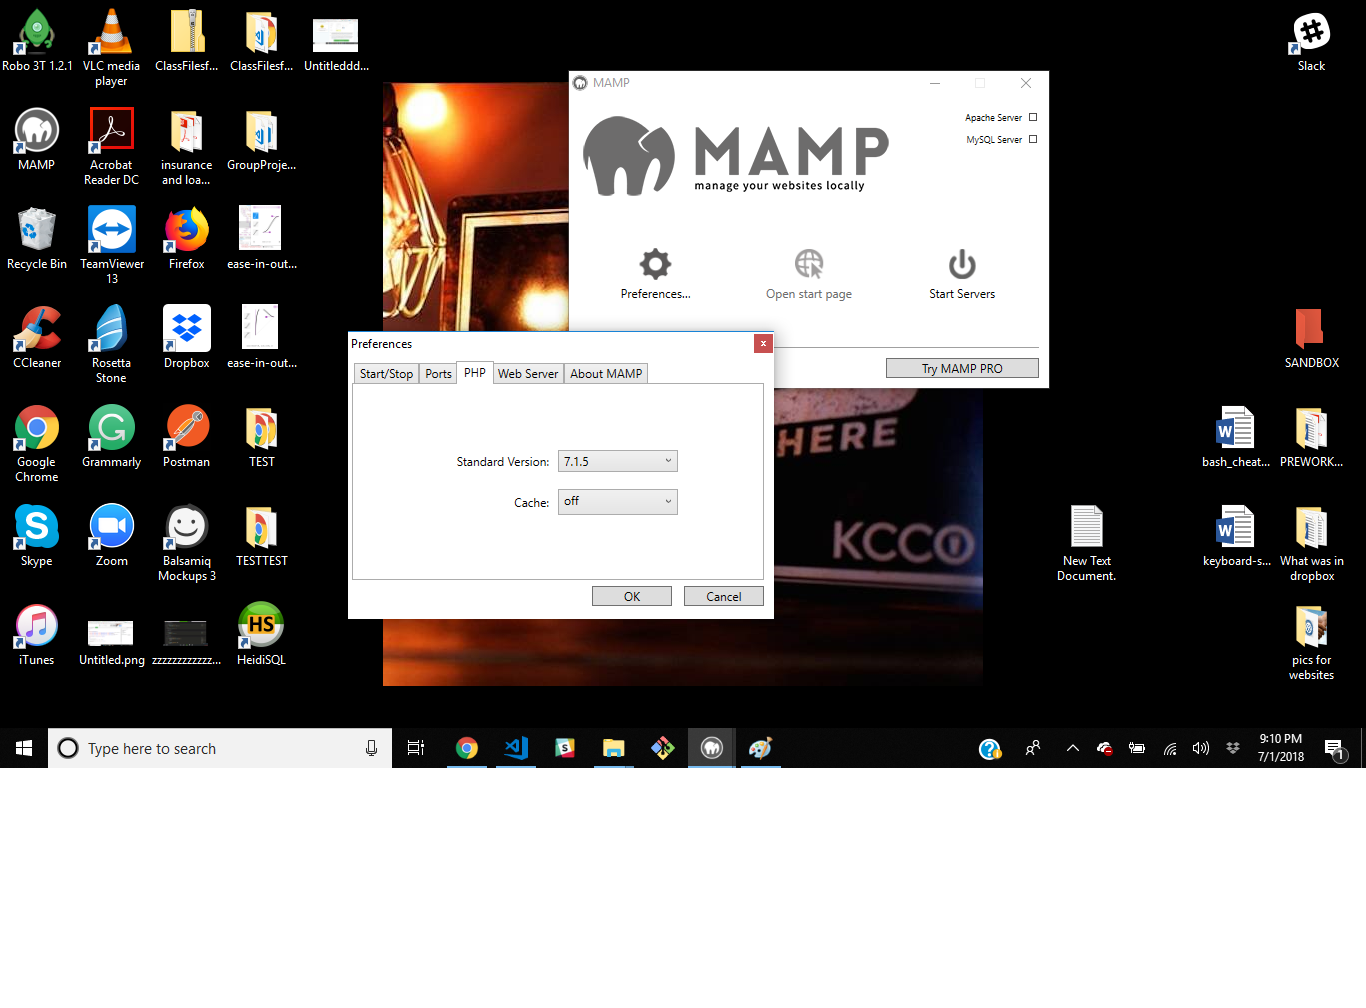 Robo 3T 1.2.1
VLC media
player
ClassFilesf...
ClassFilesf...
Untitleddd...
Slack
MAMP
Acrobat
Reader DC
insurance
and loa...
GroupProje...
Recycle Bin
TeamViewer
13
Firefox
ease-in-out...
CCleaner
Rosetta
Stone
Dropbox
ease-in-out...
Google
Chrome
Grammarly
Postman
TEST
Skype
Zoom
Balsamiq
Mockups 3
TESTTEST
iTunes
Untitled.png
zzzzzzzzzzzz...
HS
HeidiSQL
MAMP
Apache Server
MySQL Server
MAMP
manage your websites locally
Preferences...
Open start page
Start Servers
Try MAMP PRO
Preferences
x
Start/Stop
Ports
PHP
Web Server
About MAMP
Standard Version:
7.1.5
Cache:
off
OK
Cancel
HERE
KCCO
SANDBOX
bash_cheat...
PREWORK...
New Text
Document.
keyboard-s...
What was in
dropbox
pics for
websites
Type here to search
9:10 PM
7/1/2018
1